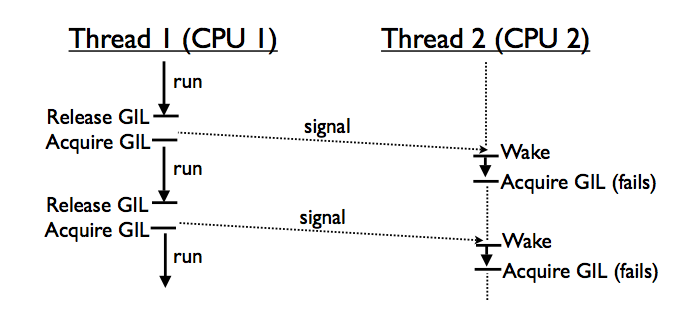 Thread 1 (CPU 1)
Thread 2 (CPU 2)
run
Release GIL
Acquire GIL
signal
Wake
Acquire GIL (fails)
run
Release GIL
Acquire GIL
signal
Wake
Acquire GIL (fails)
run